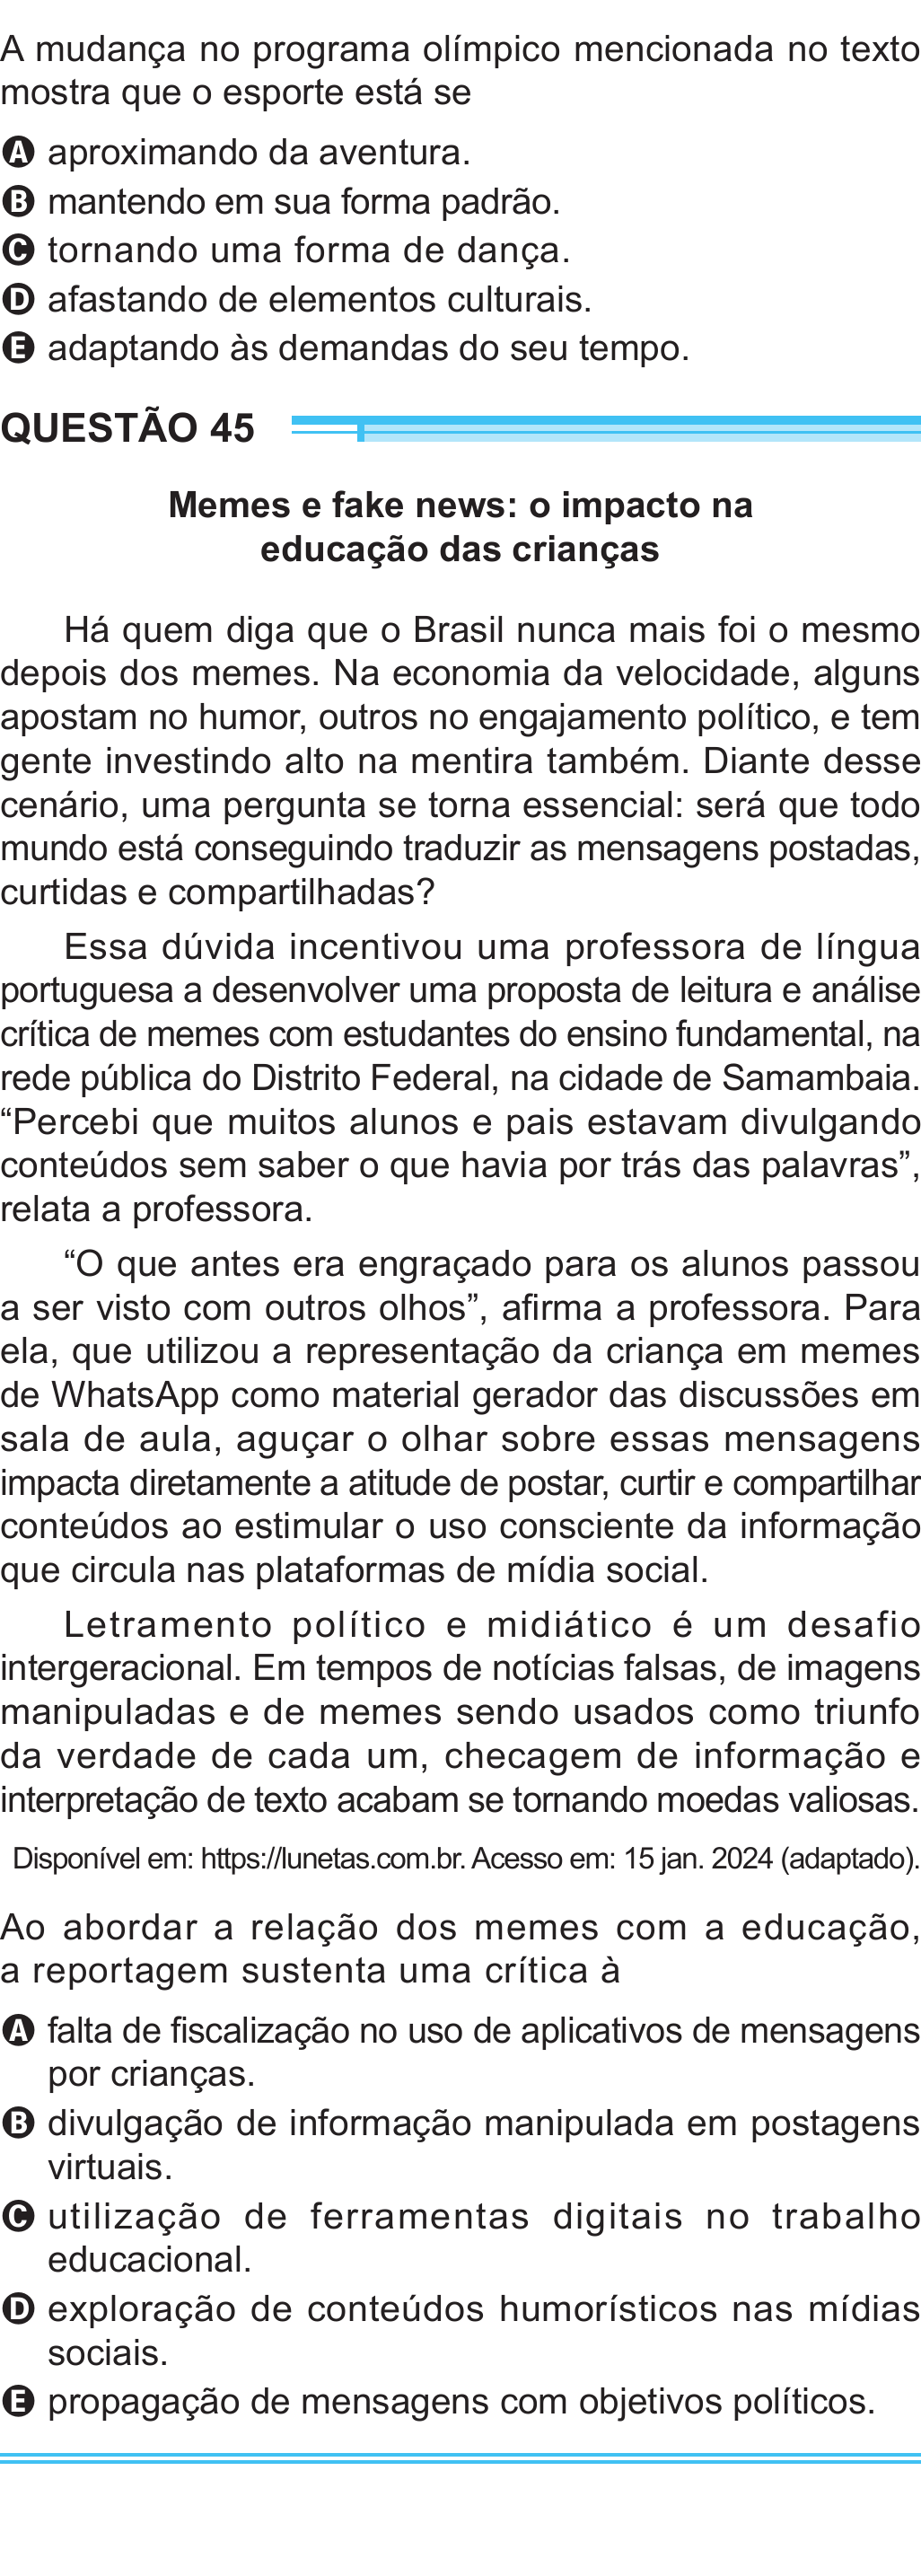 A mudança no programa olímpico mencionada no texto
mostra que o esporte está se
A aproximando da aventura.
B mantendo em sua forma padrão.
C tornando uma forma de dança.
D afastando de elementos culturais.
E adaptando às demandas do seu tempo.
QUESTÃO 45
Memes e fake news: o impacto na
educação das crianças
Há quem diga que o Brasil nunca mais foi o mesmo
depois dos memes. Na economia da velocidade, alguns
apostam no humor, outros no engajamento político, e tem
gente investindo alto na mentira também. Diante desse
cenário, uma pergunta se torna essencial: será que todo
mundo está conseguindo traduzir as mensagens postadas,
curtidas e compartilhadas?
Essa dúvida incentivou uma professora de língua
portuguesa a desenvolver uma proposta de leitura e análise
crítica de memes com estudantes do ensino fundamental, na
rede pública do Distrito Federal, na cidade de Samambaia.
“Percebi que muitos alunos e pais estavam divulgando
conteúdos sem saber o que havia por trás das palavras”,
relata a professora.
“O que antes era engraçado para os alunos passou
a ser visto com outros olhos”, afirma a professora. Para
ela, que utilizou a representação da criança em memes
de WhatsApp como material gerador das discussões em
sala de aula, aguçar o olhar sobre essas mensagens
impacta diretamente a atitude de postar, curtir e compartilhar
conteúdos ao estimular o uso consciente da informação
que circula nas plataformas de mídia social.
Letramento político e midiático é um desafio
intergeracional. Em tempos de notícias falsas, de imagens
manipuladas e de memes sendo usados como triunfo
da verdade de cada um, checagem de informação e
interpretação de texto acabam se tornando moedas valiosas.
Disponível em: https://lunetas.com.br. Acesso em: 15 jan. 2024 (adaptado).
Ao abordar a relação dos memes com a educação,
a reportagem sustenta uma crítica à
A falta de fiscalização no uso de aplicativos de mensagens
por crianças.
B divulgação de informação manipulada em postagens
virtuais.
C utilização de ferramentas digitais no trabalho
educacional.
D exploração de conteúdos humorísticos nas mídias
sociais.
E propagação de mensagens com objetivos políticos.